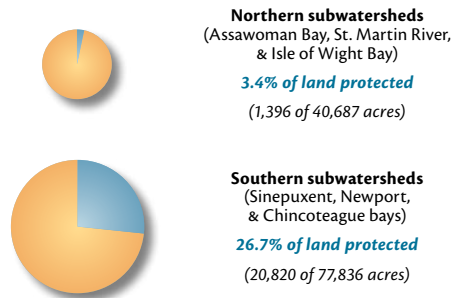 Northern subwatersheds
(Assawoman Bay, St. Martin River,
& Isle of Wight Bay)
3.4% of land protected
(1,396 of 40,687 acres)
Southern subwatersheds
(Sinepuxent, Newport,
& Chincoteague bays)
26.7% of land protected
(20,820 of 77,836 acres)